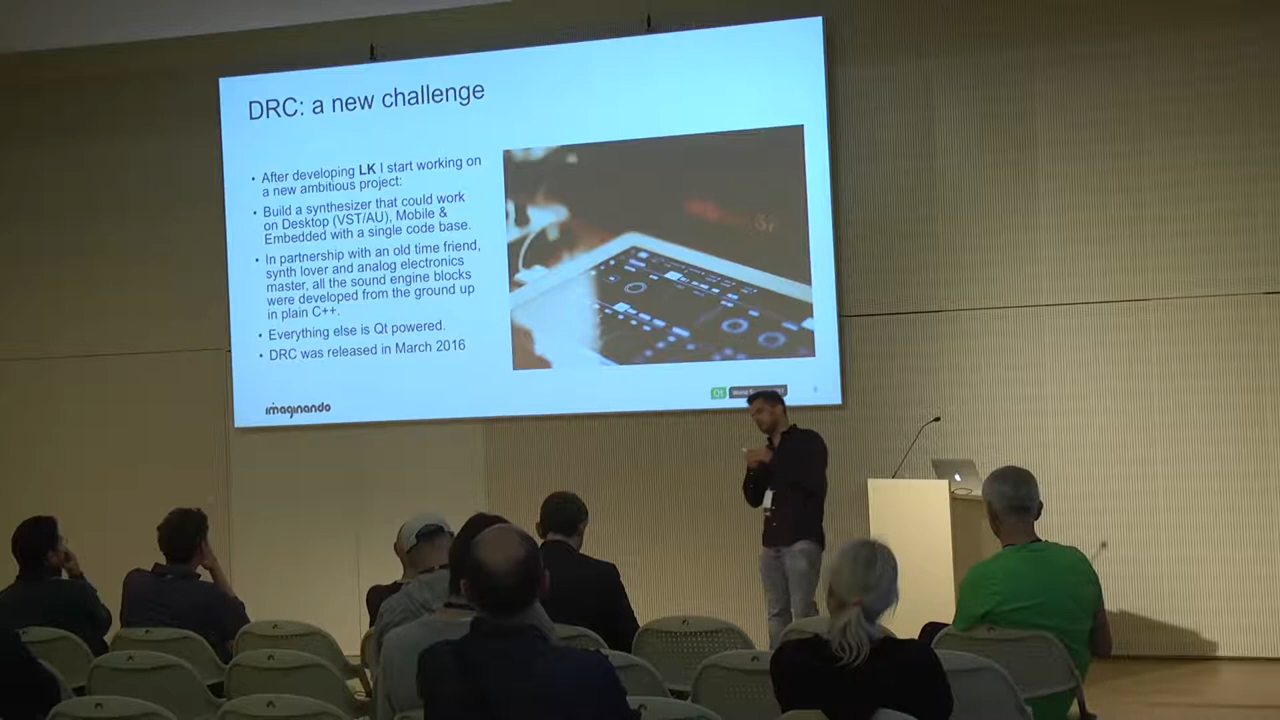 DRC: a new challenge
• After developing LK I start working on
a new ambitious project:
• Build a synthesizer that could work
on Desktop (VST/AU), Mobile &
Embedded with a single code base.
• In partnership with an old time friend,
synth lover and analog electronics
master, all the sound engine blocks
were developed from the ground up
in plain C++.
• Everything else is Qt powered.
• DRC was released in March 2016
imaginando
Qt World